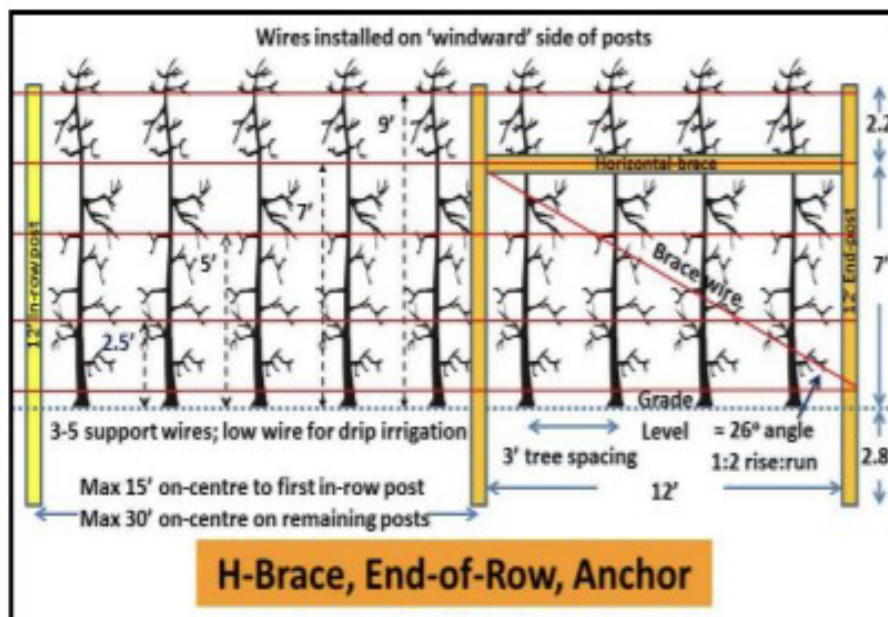 Wires installed on 'windward' side of posts
9'
2.2
Horizontal-brace
7'
5'
12' In-row post
Brace wire
12' End-post
7'
2.5'
Grade
3-5 support wires; low wire for drip irrigation
Level
= 26° angle
3' tree spacing
1:2 rise:run
2.8
Max 15' on-centre to first in-row post
12'
Max 30' on-centre on remaining posts
H-Brace, End-of-Row, Anchor